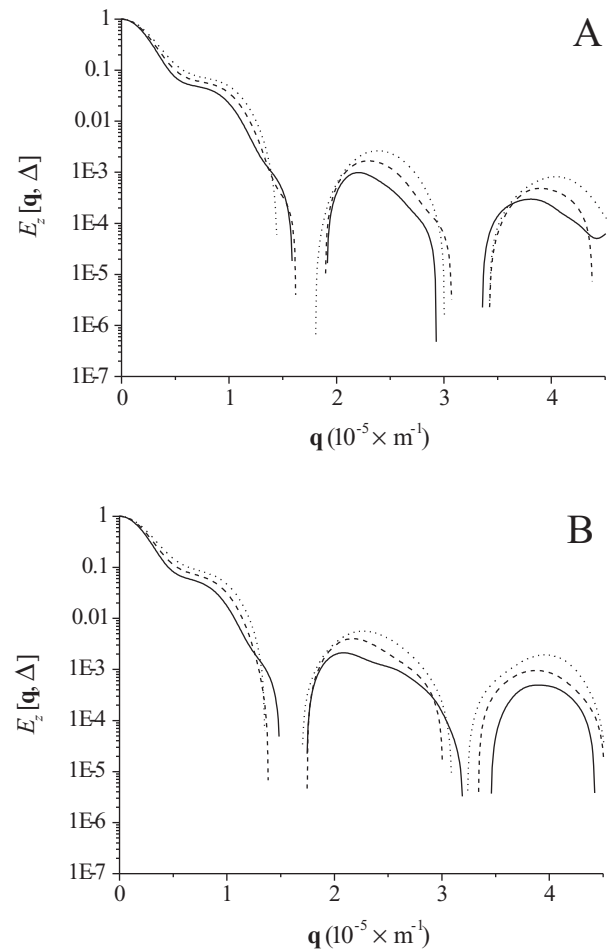 A
1
0.1
0.01
1E-3
1E-4
1E-5
1E-6
1E-7
E_z [q, Δ]
0 1 2 3 4
q (10^-5 × m^-1)
B
1
0.1
0.01
1E-3
1E-4
1E-5
1E-6
1E-7
E_z [q, Δ]
0 1 2 3 4
q (10^-5 × m^-1)